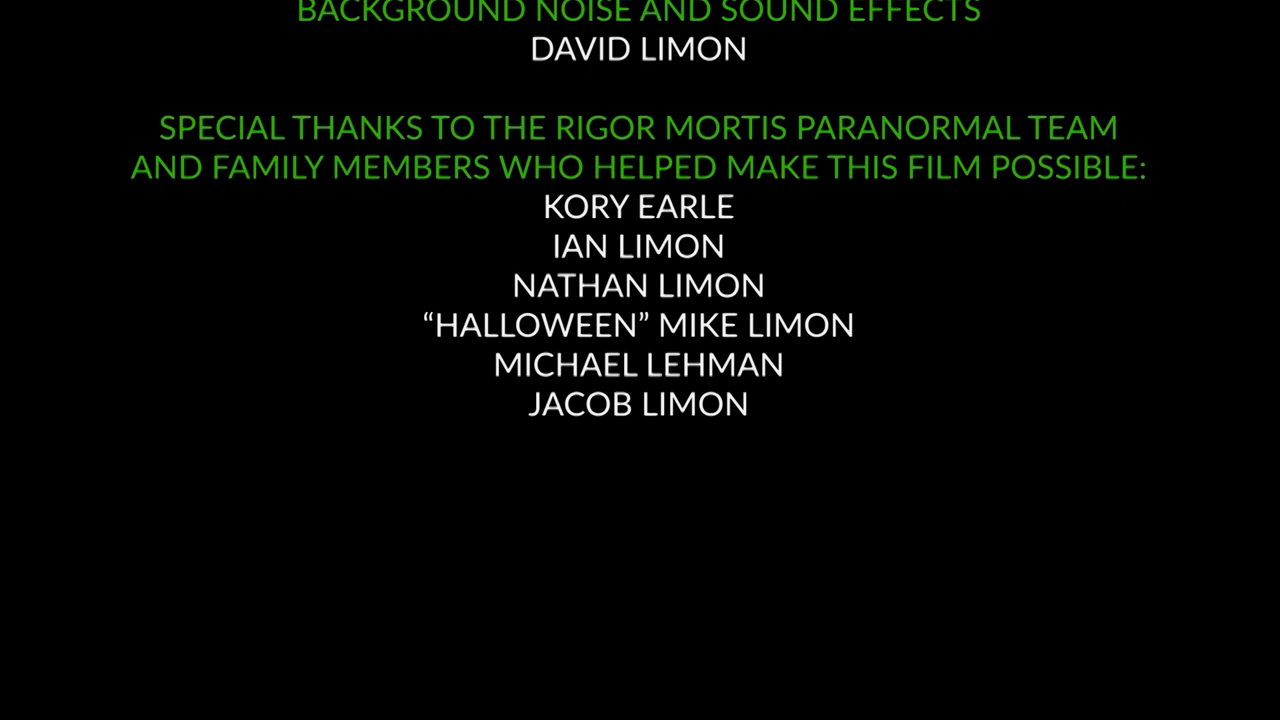 BACKGROUND NOISE AND SOUND EFFECTS
DAVID LIMON
SPECIAL THANKS TO THE RIGOR MORTIS PARANORMAL TEAM
AND FAMILY MEMBERS WHO HELPED MAKE THIS FILM POSSIBLE:
KORY EARLE
IAN LIMON
NATHAN LIMON
“HALLOWEEN” MIKE LIMON
MICHAEL LEHMAN
JACOB LIMON